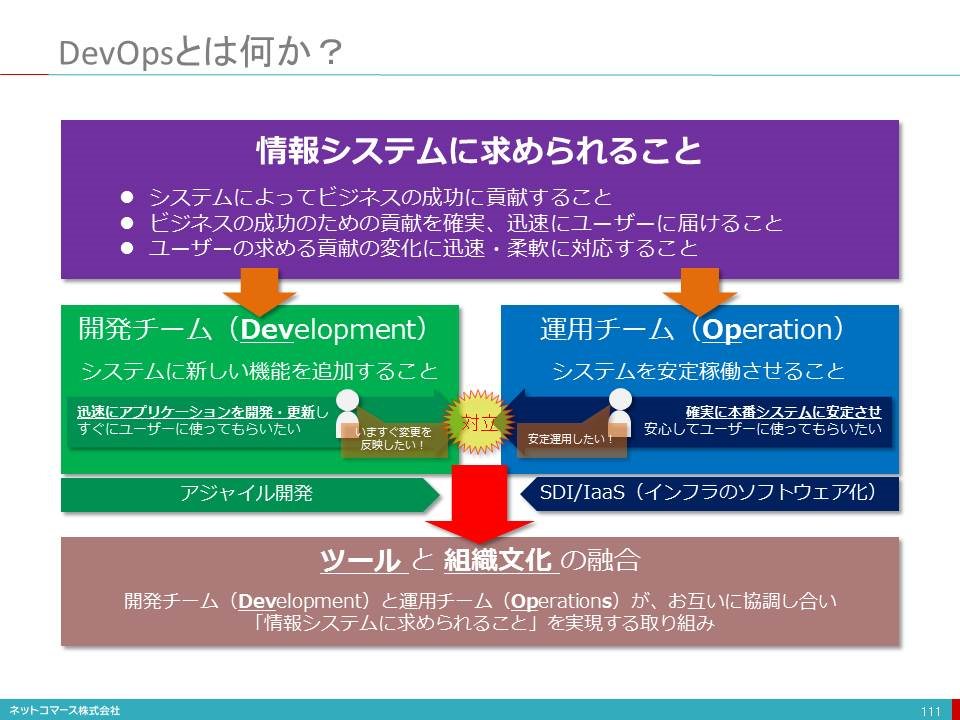 DevOpsとは何か？
情報システムに求められること
● システムによってビジネスの成功に貢献すること
● ビジネスの成功のための貢献を確実、迅速にユーザーに届けること
● ユーザーの求める貢献の変化に迅速・柔軟に対応すること
開発チーム（Development）
システムに新しい機能を追加すること
迅速にアプリケーションを開発・更新し
すぐにユーザーに使ってもらいたい
いますぐ変更を
反映したい！
対立
運用チーム（Operation）
システムを安定稼働させること
確実に本番システムに安定させ
安心してユーザーに使ってもらいたい
安定運用したい！
アジャイル開発
SDI/IaaS（インフラのソフトウェア化）
ツール と 組織文化 の融合
開発チーム（Development）と運用チーム（Operations）が、お互いに協調し合い
「情報システムに求められること」を実現する取り組み
ネットコマース株式会社
111